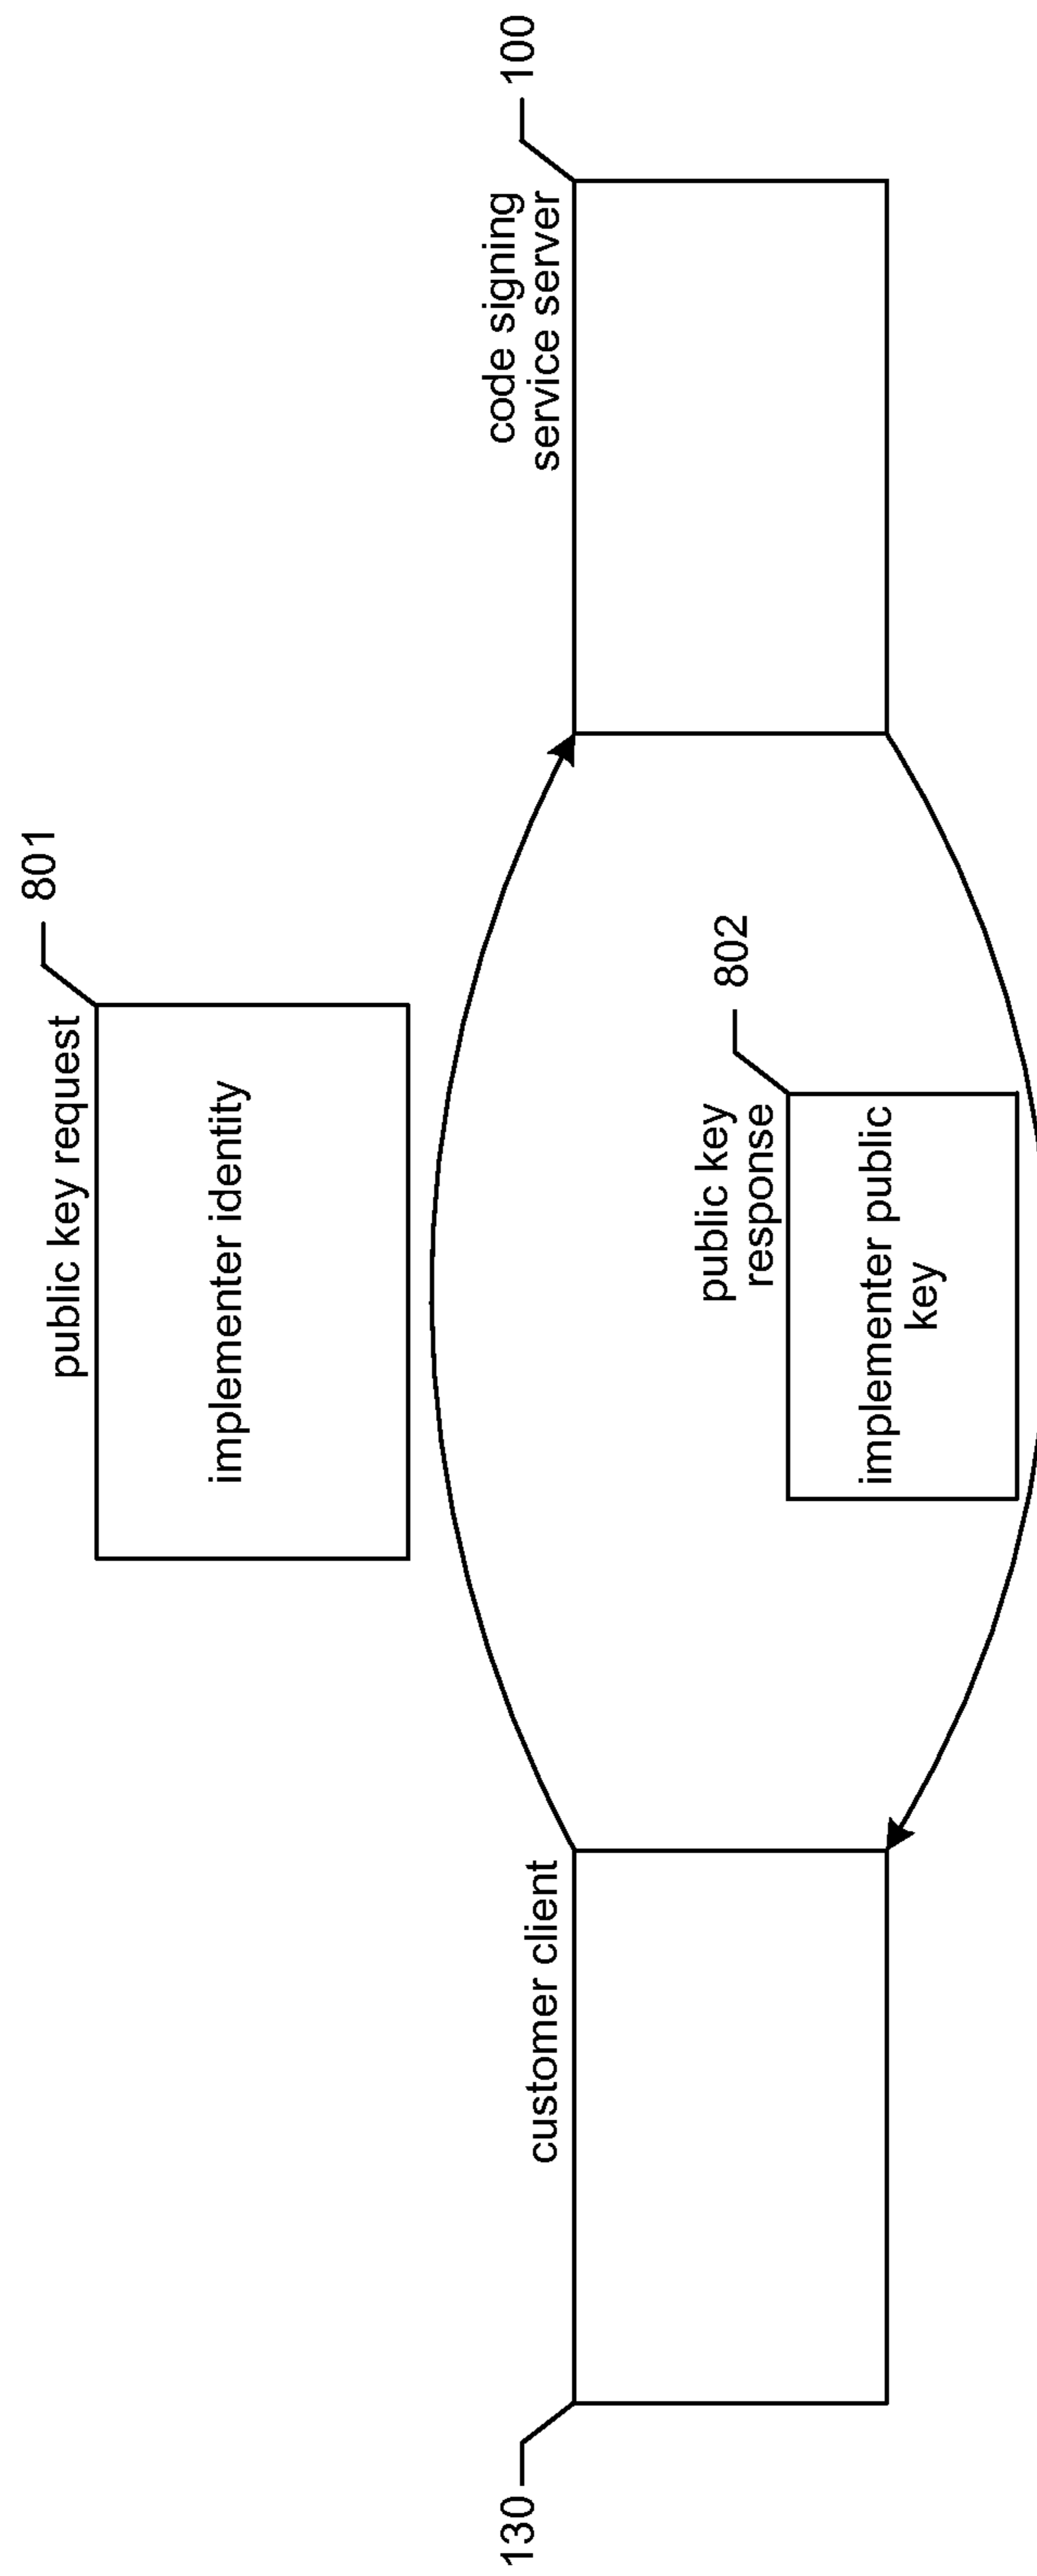 public key request
801
implementer identity
customer client
130
code signing
service server
100
public key
response
802
implementer public
key